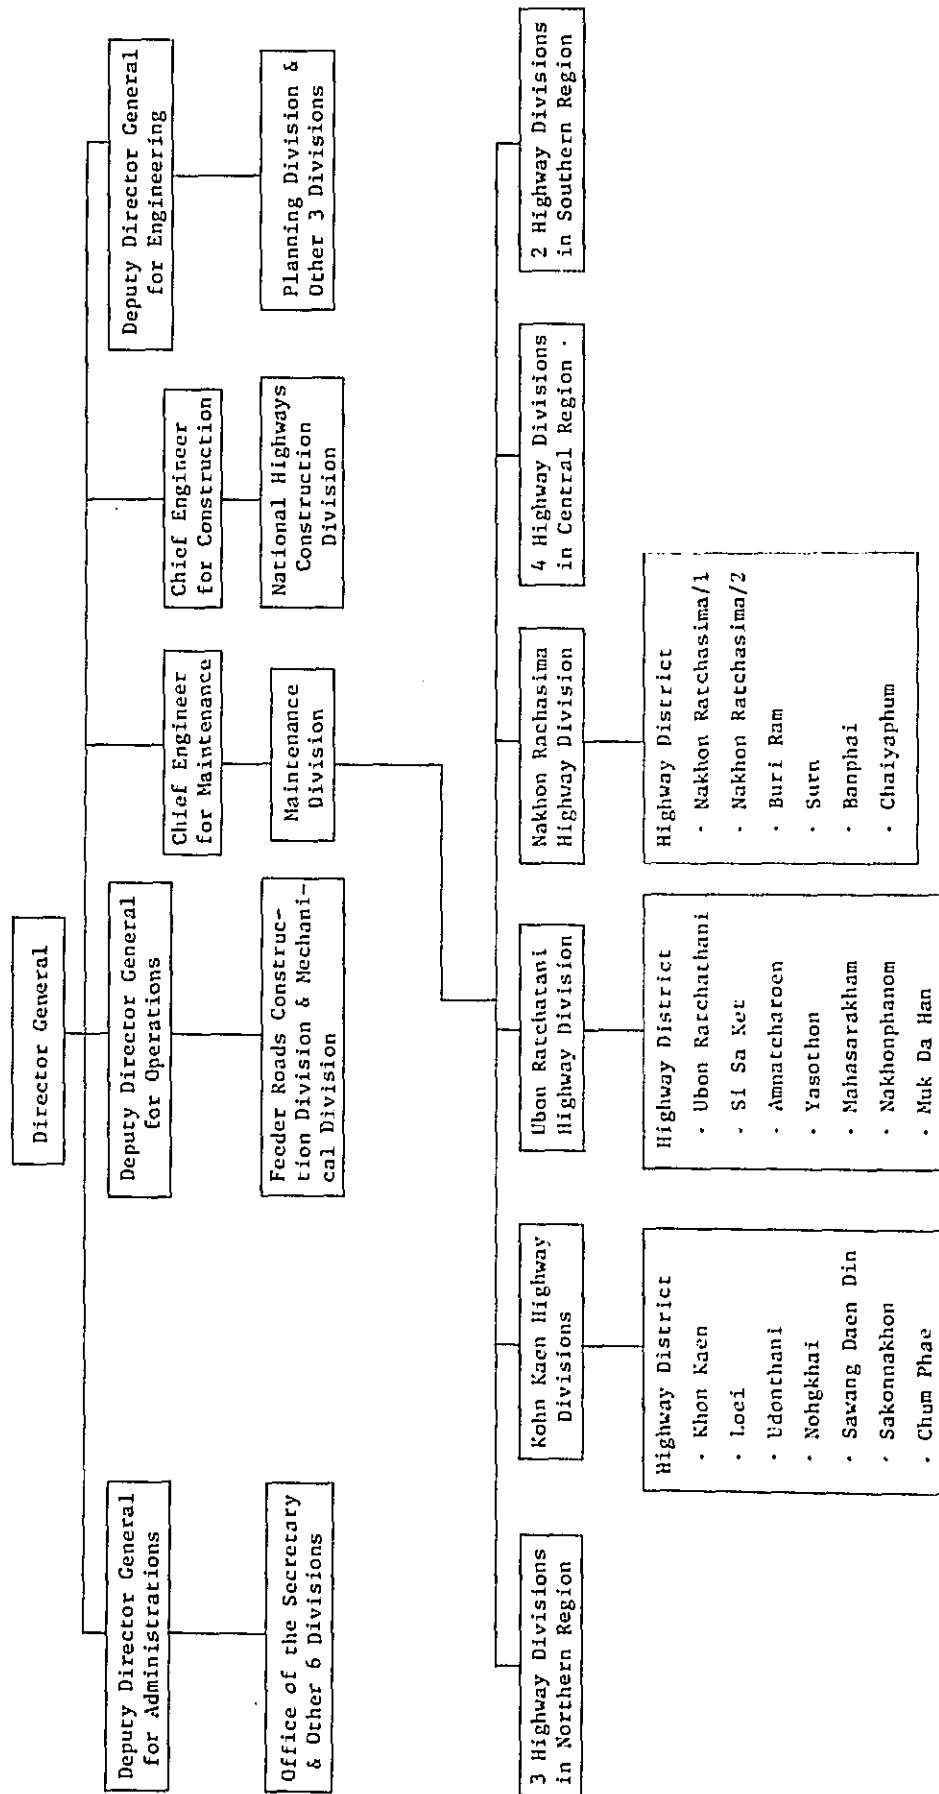 Director General
Deputy Director General
for Administrations
Deputy Director General
for Operations
Chief Engineer
for Maintenance
Chief Engineer
for Construction
Deputy Director General
for Engineering
Office of the Secretary
& Other 6 Divisions
Feeder Roads Construc-
tion Division & Mechani-
cal Division
Maintenance
Division
National Highways
Construction
Division
Planning Division &
Other 3 Divisions
3 Highway Divisions
in Northern Region
Kohn Kaen Highway
Divisions
Ubon Ratchatani
Highway Division
Nakhon Rachasima
Highway Division
4 Highway Divisions
in Central Region
2 Highway Divisions
in Southern Region
Highway District
· Khon Kaen
· Loei
· Udonthani
· Nohgkhai
· Sawang Daen Din
· Sakonnakhon
· Chum Phae
Highway District
· Ubon Ratchathani
· Si Sa Ket
· Amnatcharoen
· Yasothon
· Mahasarakham
· Nakhonphanom
· Muk Da Han
Highway District
· Nakhon Ratchasima/1
· Nakhon Ratchasima/2
· Buri Ram
· Surn
· Banphai
· Chaiyaphum